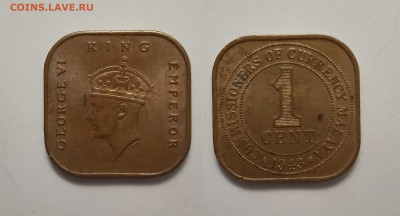 COINS.LAVE.RU
GEORGE VI KING EMPEROR
COMMISSIONERS OF CURRENCY MALAYA
1
CENT
1943